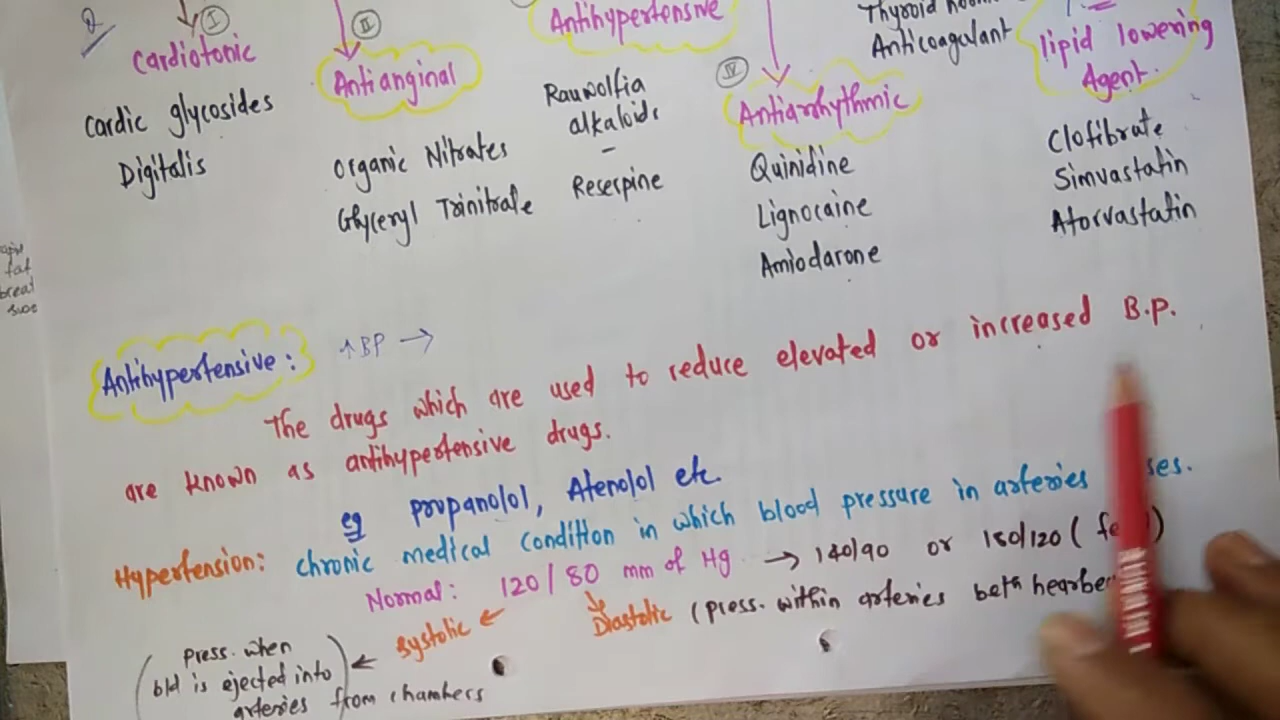 I
Cardiotonic
Cardic glycosides
Digitalis
II
Antianginal
Organic Nitrates
Glyceryl Trinitrate
Antihypertensive
Rauwolfia
alkaloids
-
Reserpine
IV
Antiarrhythmic
Quinidine
Lignocaine
Amiodarone
Thyroid
Anticoagulant
lipid lowering
Agent.
Clofibrate
Simvastatin
Atorvastatin
fat
Antihypertensive: ↑BP →
The drugs which are used to reduce elevated or increased B.P.
are known as antihypertensive drugs.
eg propanolol, Atenolol etc.
Hypertension: chronic medical condition in which blood pressure in arteries
Normal: 120/80 mm of Hg → 140/90 or 180/120 (
Systolic Diastolic (press. within arteries betn
(press. when
bld is ejected into
arteries from chambers